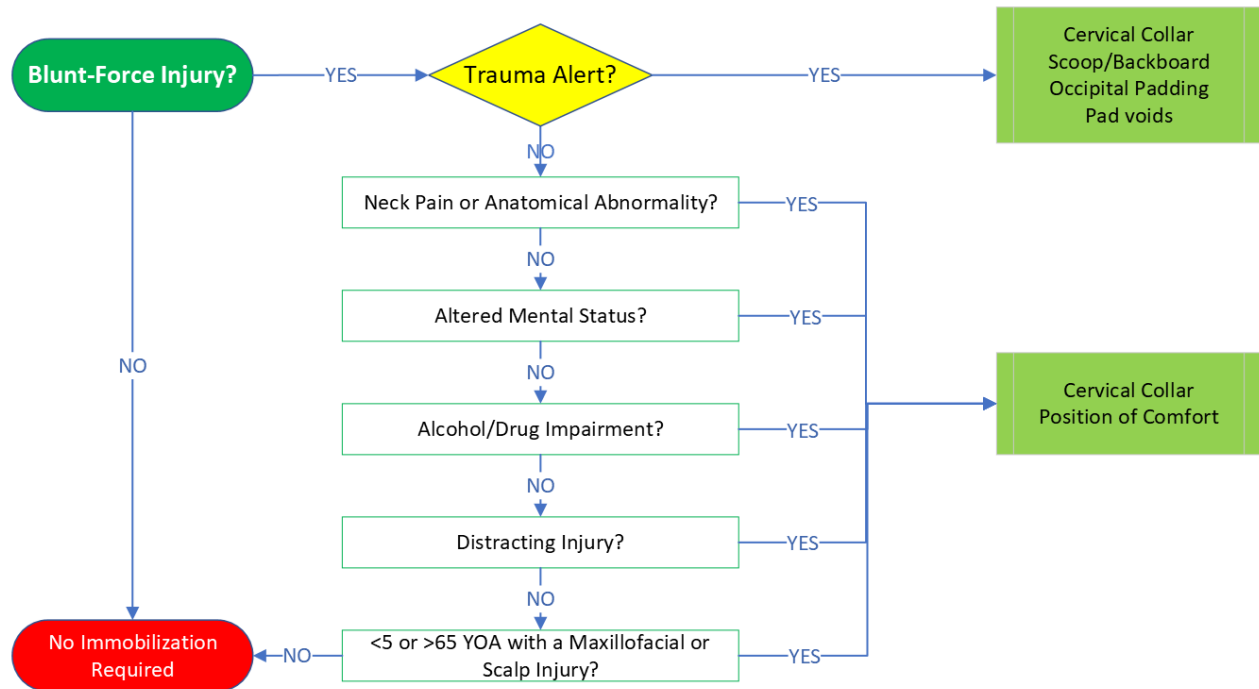 Blunt-Force Injury?
YES
Trauma Alert?
YES
Cervical Collar
Scoop/Backboard
Occipital Padding
Pad voids
NO
Neck Pain or Anatomical Abnormality?
YES
NO
Altered Mental Status?
YES
NO
NO
Cervical Collar
Position of Comfort
Alcohol/Drug Impairment?
YES
NO
Distracting Injury?
YES
NO
No Immobilization
Required
NO
<5 or >65 YOA with a Maxillofacial or
Scalp Injury?
YES